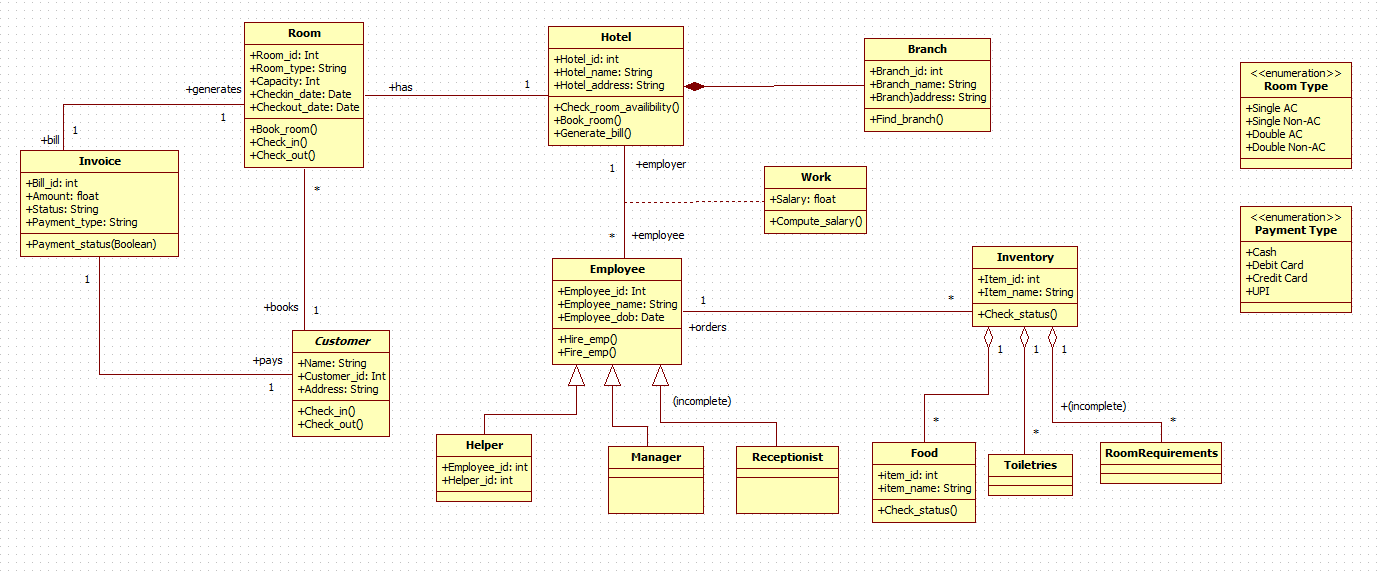 Room
+Room_id: Int
+Room_type: String
+Capacity: Int
+Checkin_date: Date
+Checkout_date: Date
+Book_room()
+Check_in()
+Check_out()
+generates
1
1
+bill
+has
1
Hotel
+Hotel_id: int
+Hotel_name: String
+Hotel_address: String
+Check_room_availibility()
+Book_room()
+Generate_bill()
Branch
+Branch_id: int
+Branch_name: String
+Branch)address: String
+Find_branch()
<<enumeration>>
Room Type
+Single AC
+Single Non-AC
+Double AC
+Double Non-AC
Invoice
+Bill_id: int
+Amount: float
+Status: String
+Payment_type: String
+Payment_status(Boolean)
1
*
+books
1
+pays
1
1
+employer
*
+employee
Work
+Salary: float
+Compute_salary()
<<enumeration>>
Payment Type
+Cash
+Debit Card
+Credit Card
+UPI
Customer
+Name: String
+Customer_id: Int
+Address: String
+Check_in()
+Check_out()
Employee
+Employee_id: Int
+Employee_name: String
+Employee_dob: Date
+Hire_emp()
+Fire_emp()
1
*
+orders
Inventory
+Item_id: int
+Item_name: String
+Check_status()
1
1
1
(incomplete)
+(incomplete)
*
*
*
Helper
+Employee_id: int
+Helper_id: int
Manager
Receptionist
Food
+item_id: int
+item_name: String
+Check_status()
Toiletries
RoomRequirements